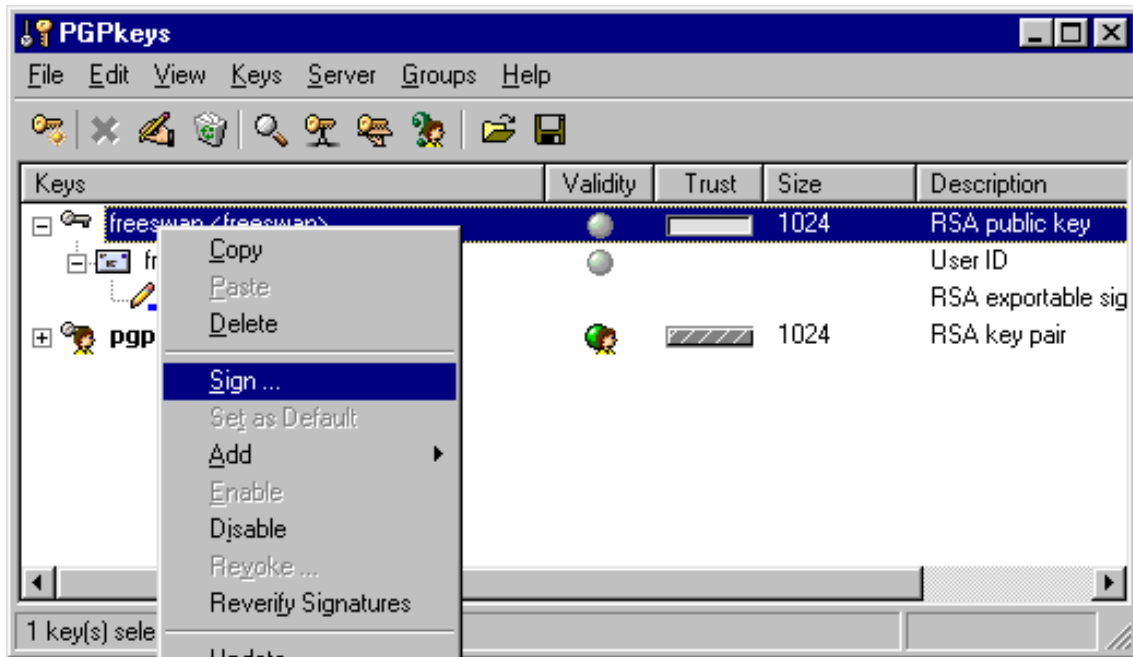 PGPkeys
File Edit View Keys Server Groups Help
Keys Validity Trust Size Description
freeswan <freeswan> 1024 RSA public key
fr User ID
RSA exportable sig
pgp 1024 RSA key pair
Copy
Paste
Delete
Sign ...
Set as Default
Add
Enable
Disable
Revoke ...
Reverify Signatures
Update
1 key(s) sele